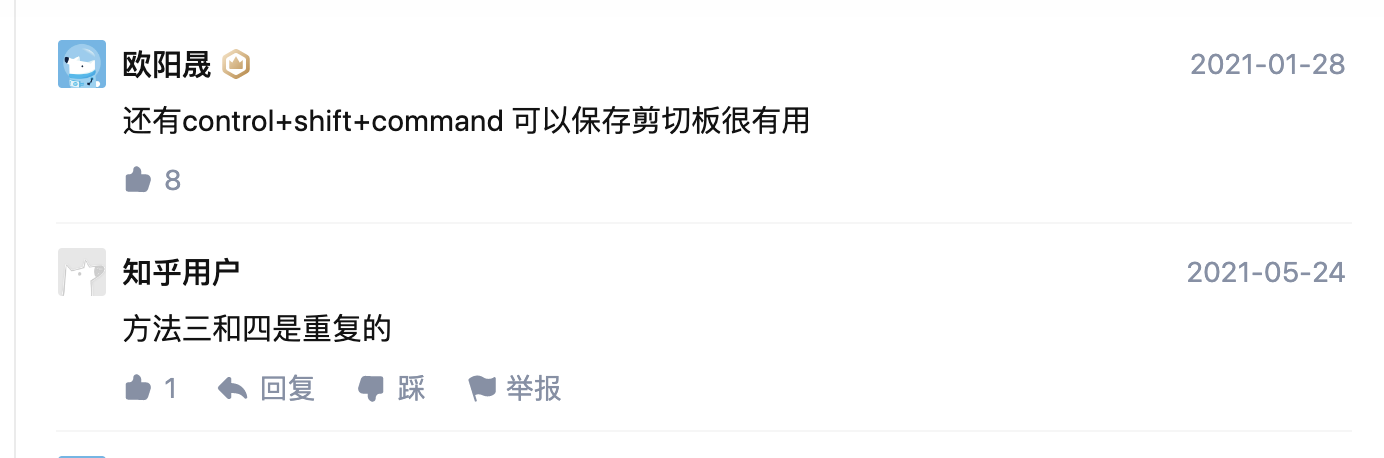 欧阳晟
2021-01-28
还有control+shift+command 可以保存剪切板很有用
8
知乎用户
2021-05-24
方法三和四是重复的
1 回复 踩 举报